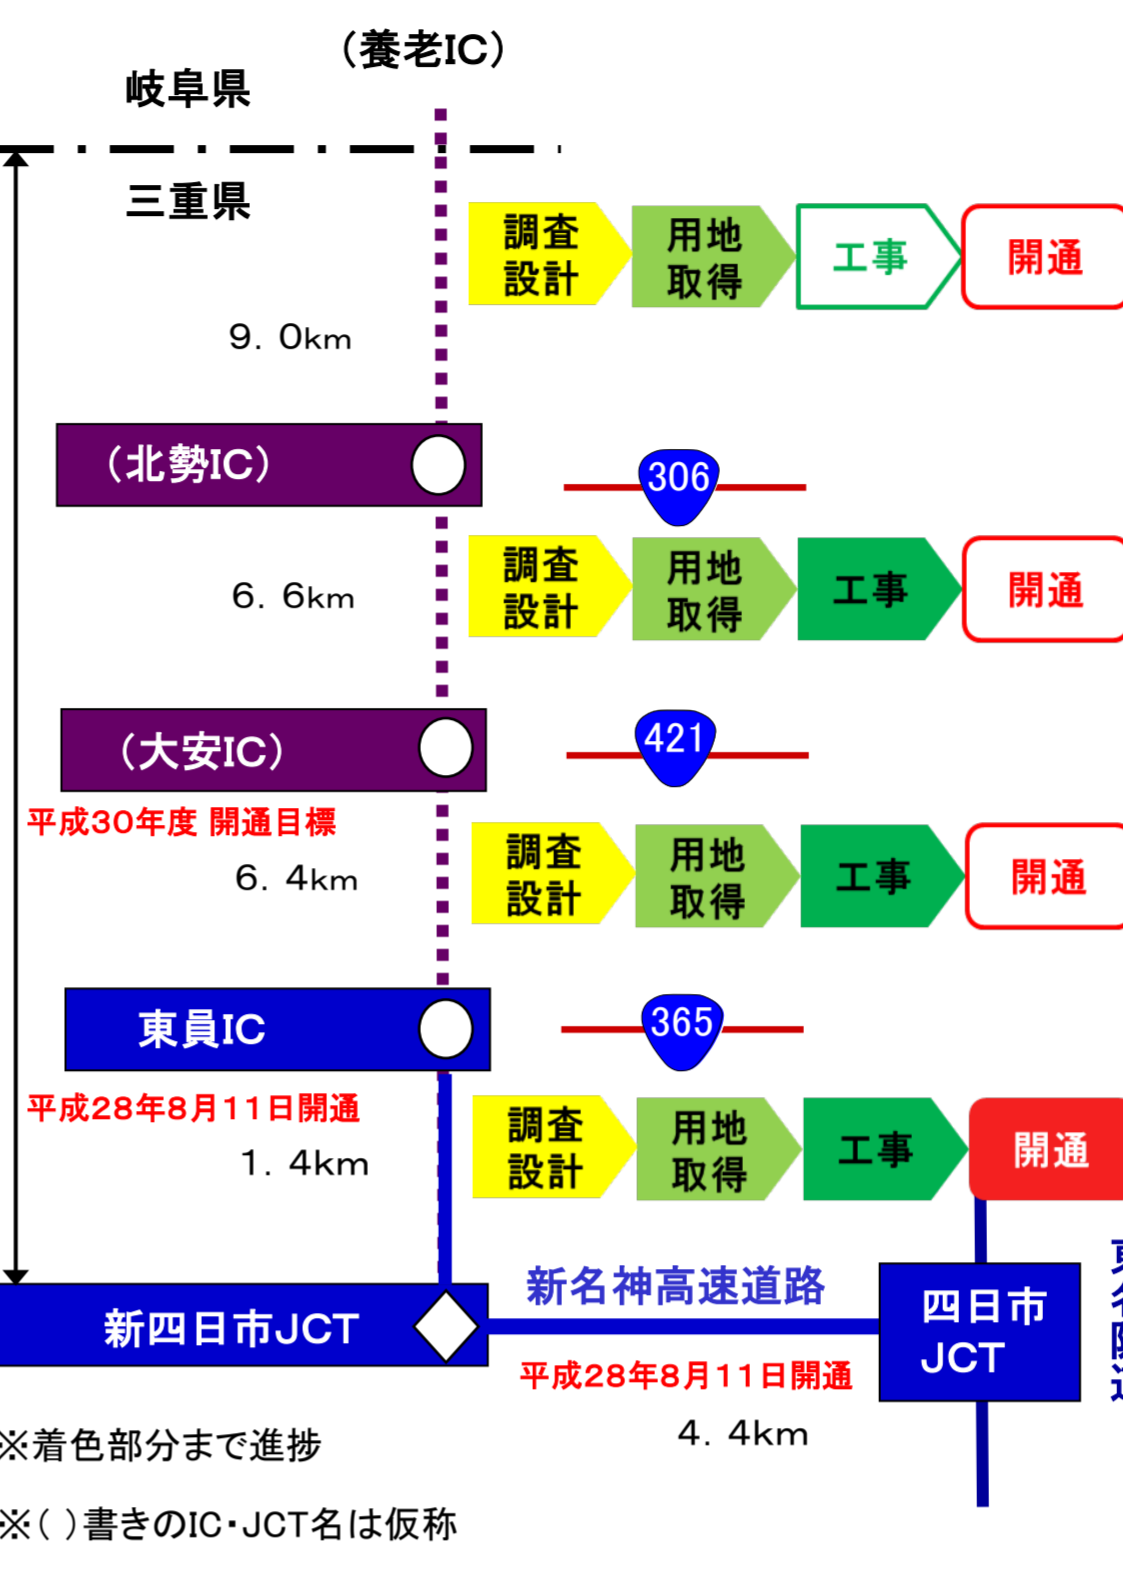 （養老IC）
岐阜県
三重県
調査
設計
用地
取得
工事
開通
9．0km
（北勢IC）
306
調査
設計
用地
取得
工事
開通
6．6km
（大安IC）
421
平成30年度 開通目標
調査
設計
用地
取得
工事
開通
6．4km
東員IC
365
平成28年8月11日開通
調査
設計
用地
取得
工事
開通
1．4km
新名神高速道路
新四日市JCT
四日市
JCT
平成28年8月11日開通
4．4km
※着色部分まで進捗
※（ ）書きのIC・JCT名は仮称